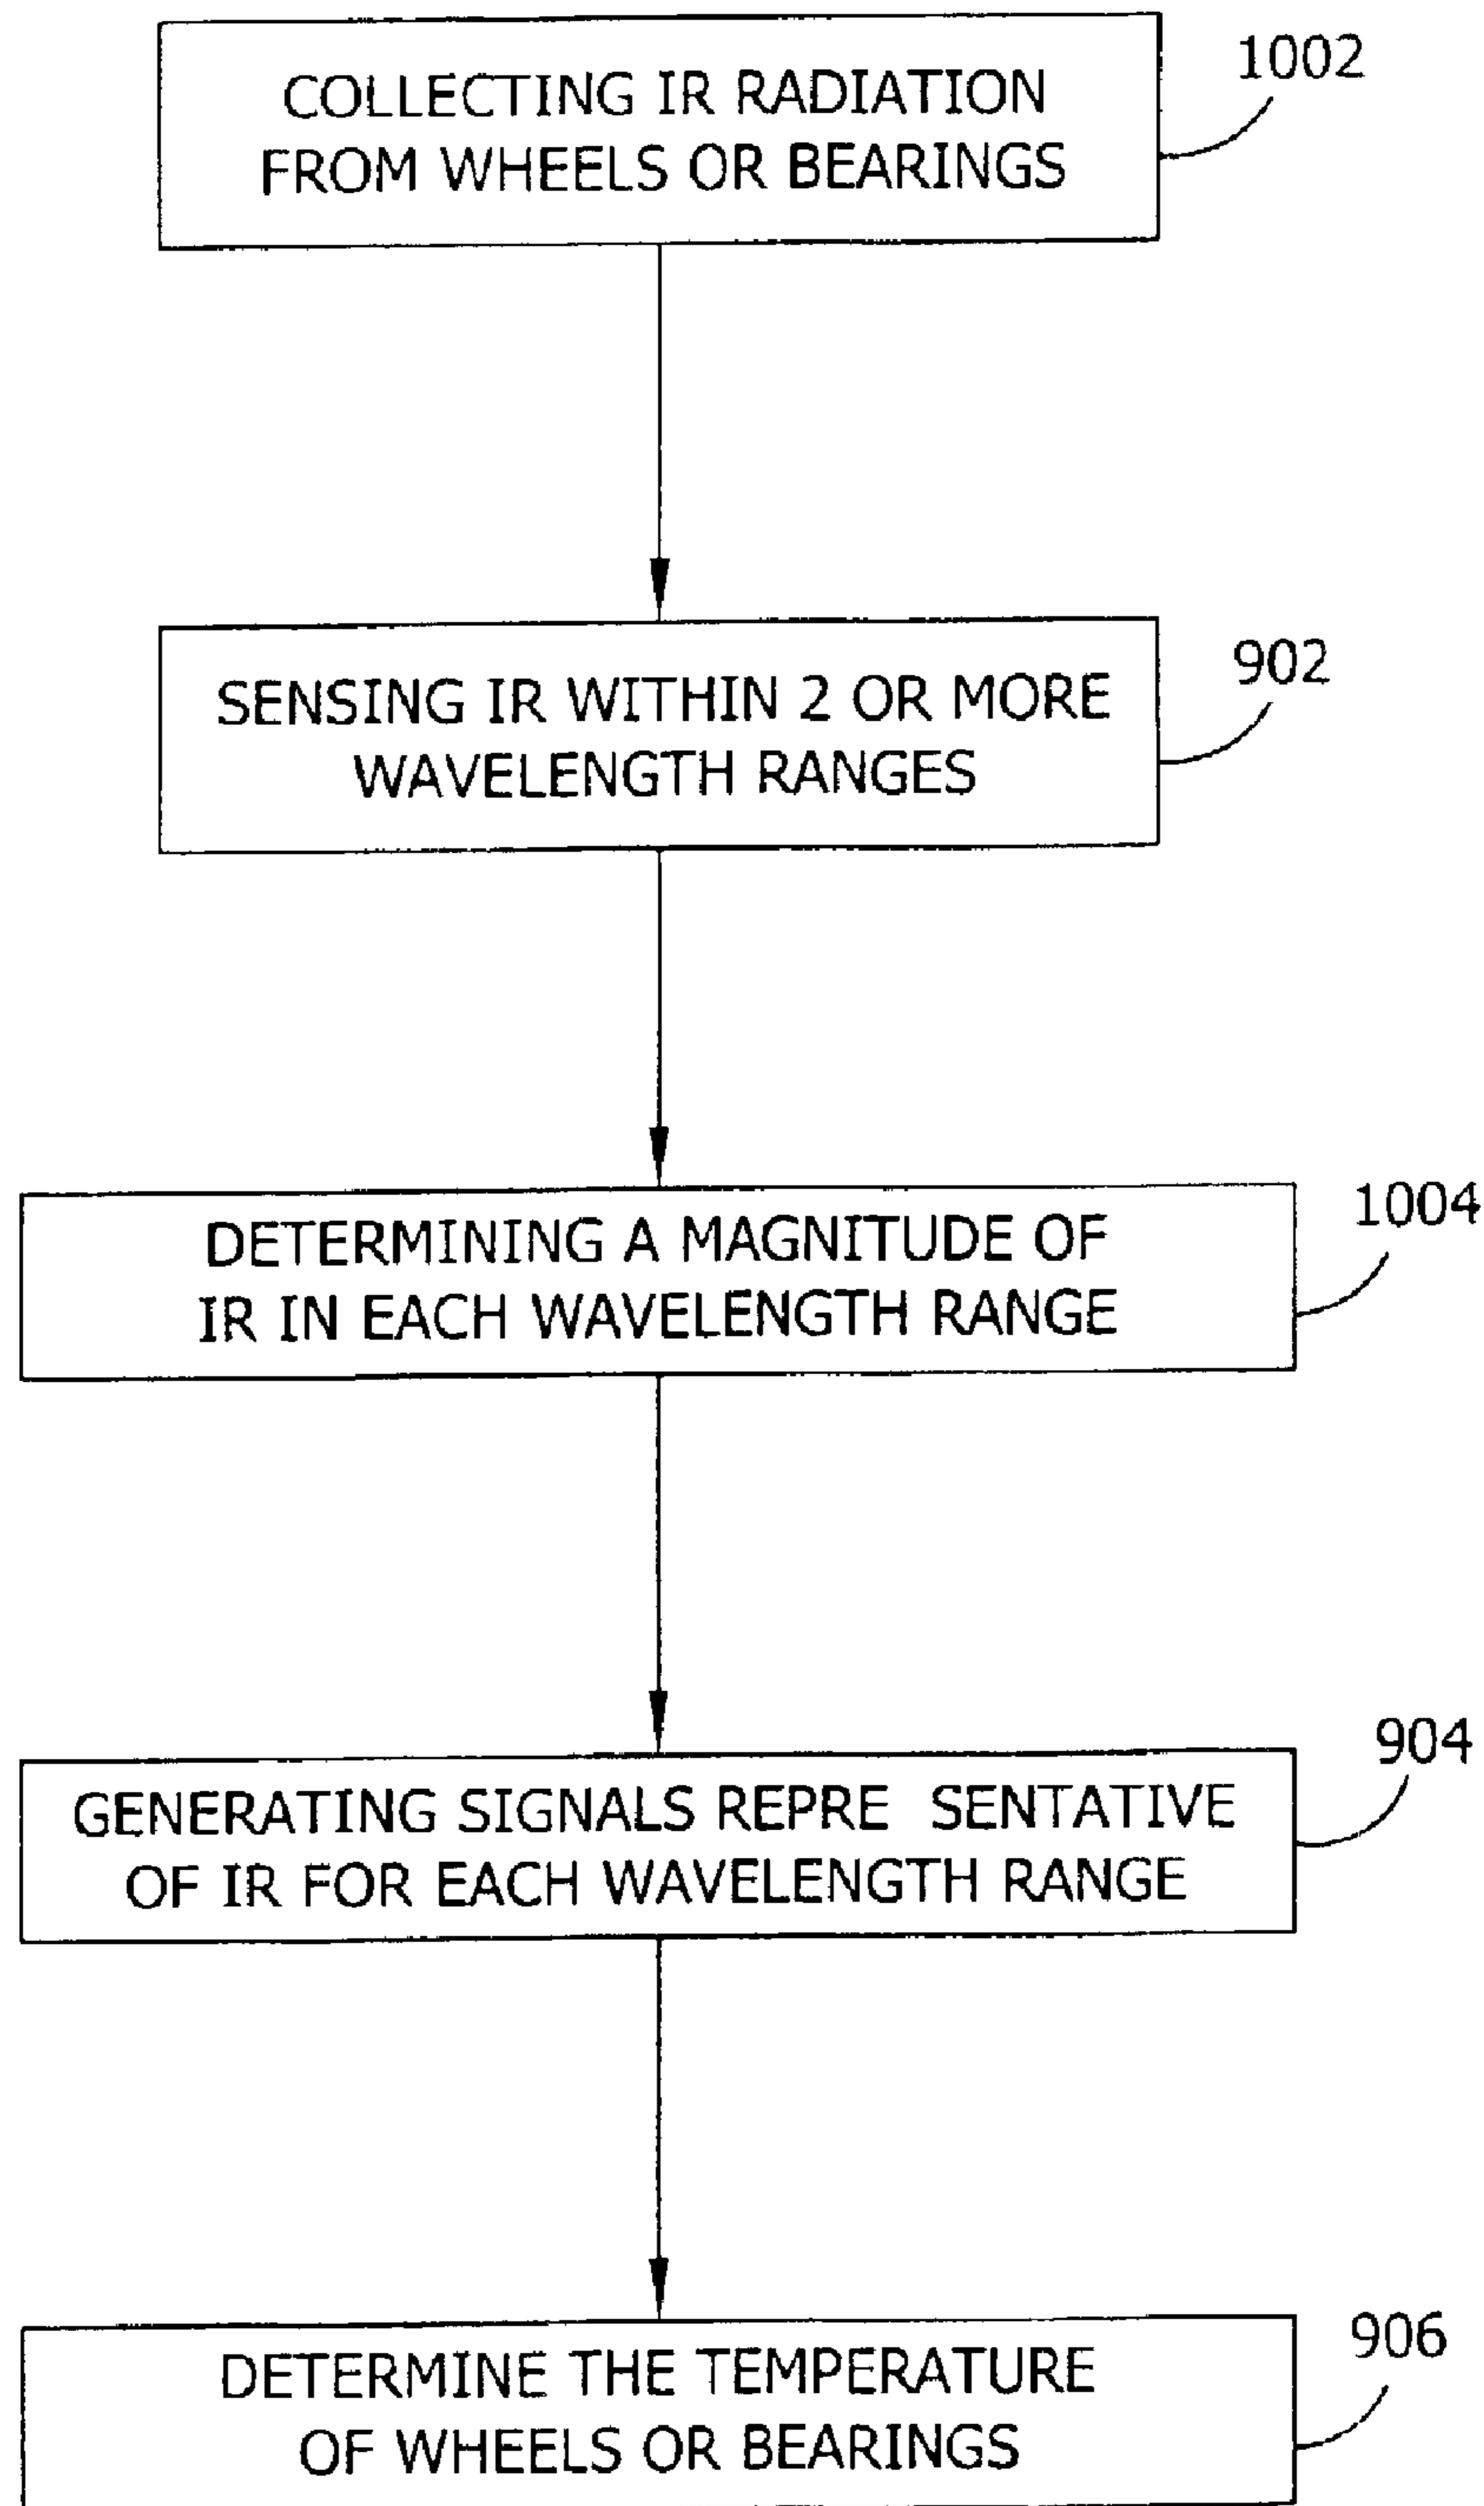 COLLECTING IR RADIATION
FROM WHEELS OR BEARINGS
1002
SENSING IR WITHIN 2 OR MORE
WAVELENGTH RANGES
902
DETERMINING A MAGNITUDE OF
IR IN EACH WAVELENGTH RANGE
1004
GENERATING SIGNALS REPRE SENTATIVE
OF IR FOR EACH WAVELENGTH RANGE
904
DETERMINE THE TEMPERATURE
OF WHEELS OR BEARINGS
906